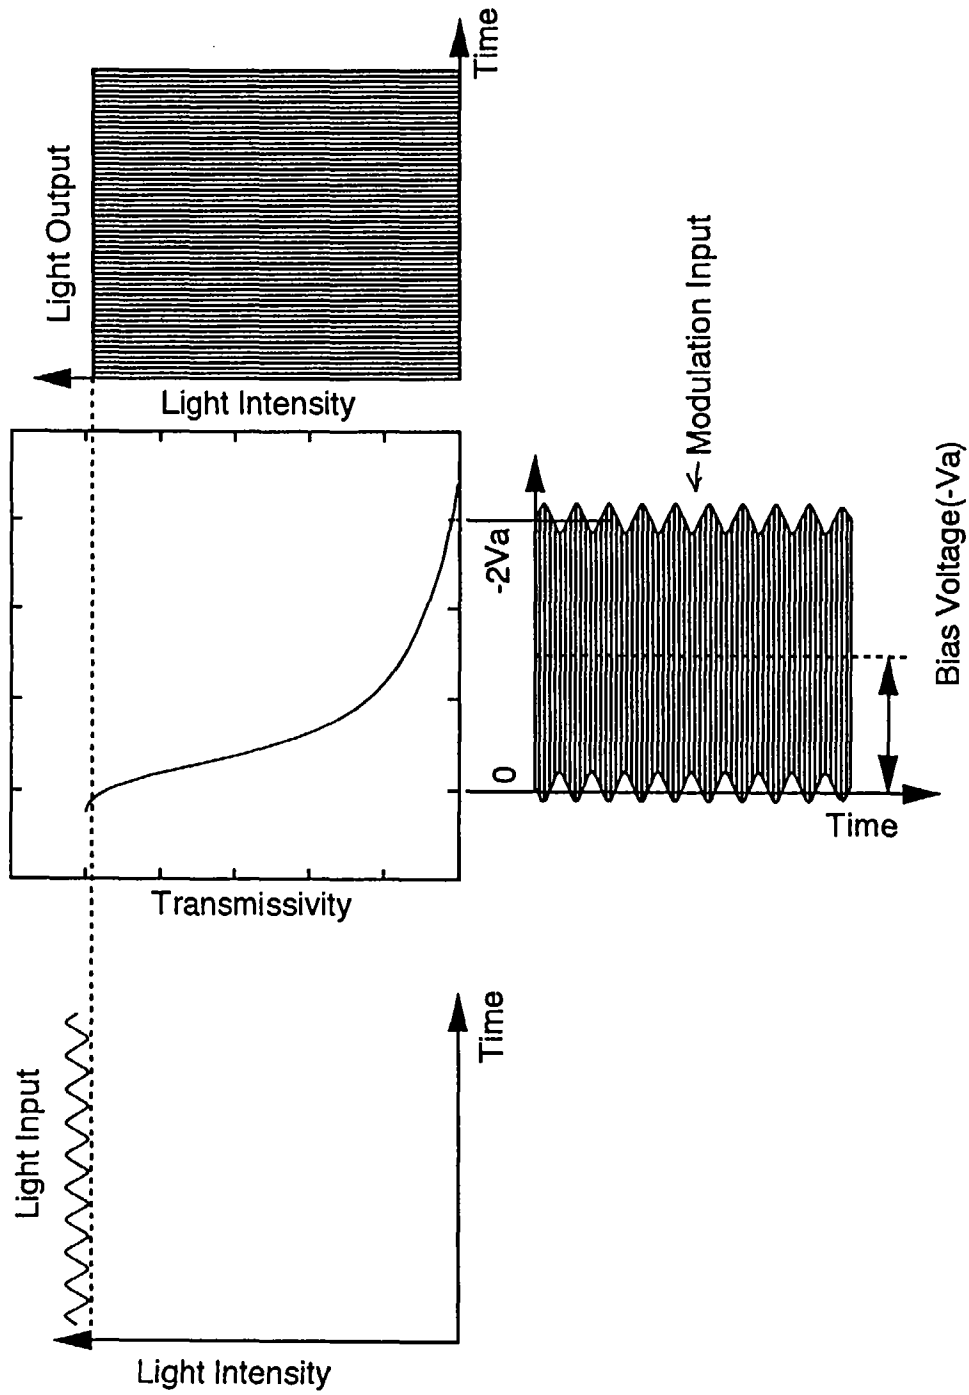 Light Input
Light Intensity
Time
Transmissivity
Light Output
Light Intensity
Time
0
-2Va
Modulation Input
Time
Bias Voltage(-Va)